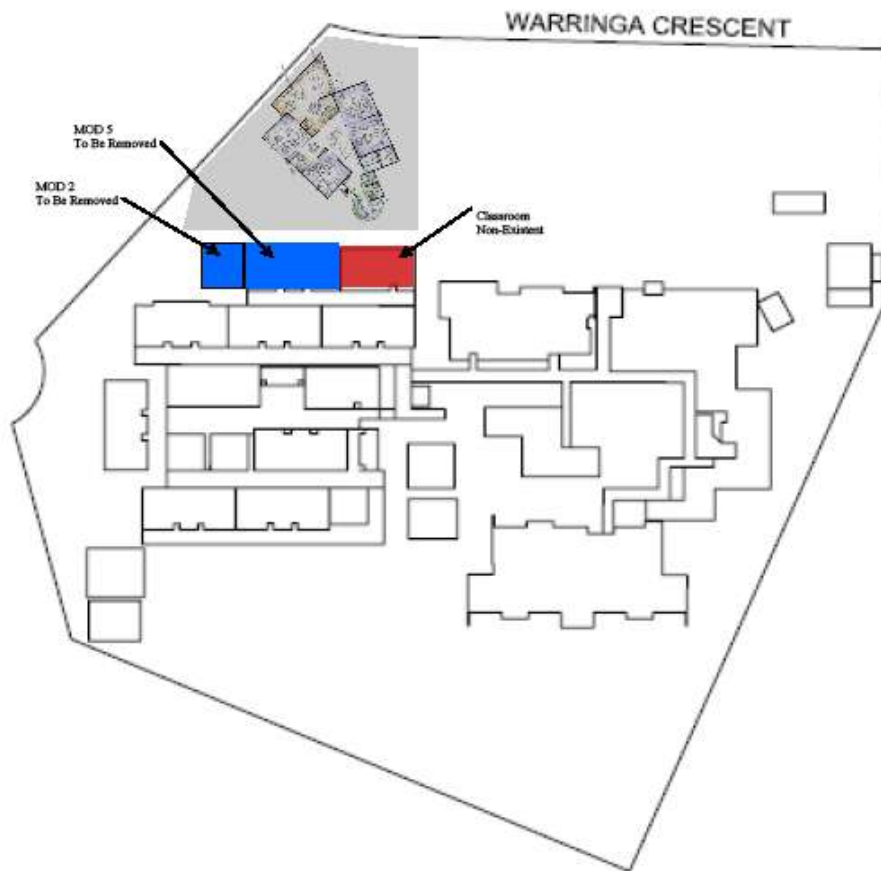 WARRINGA CRESCENT
MOD 5
To Be Removed
MOD 2
To Be Removed
Classroom
Non-Existent